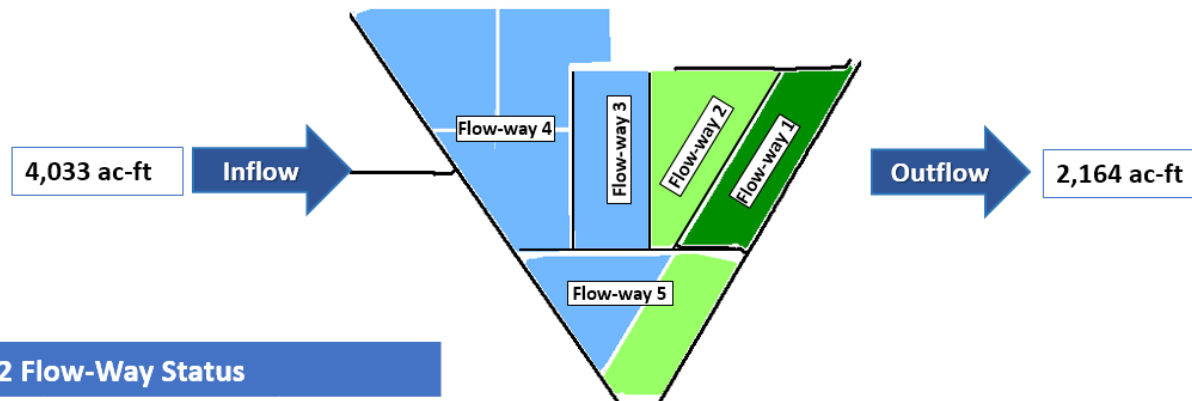 Flow-way 4
Flow-way 3
Flow-way 2
Flow-way 1
4,033 ac-ft
Inflow
Outflow
2,164 ac-ft
Flow-way 5
2 Flow-Way Status